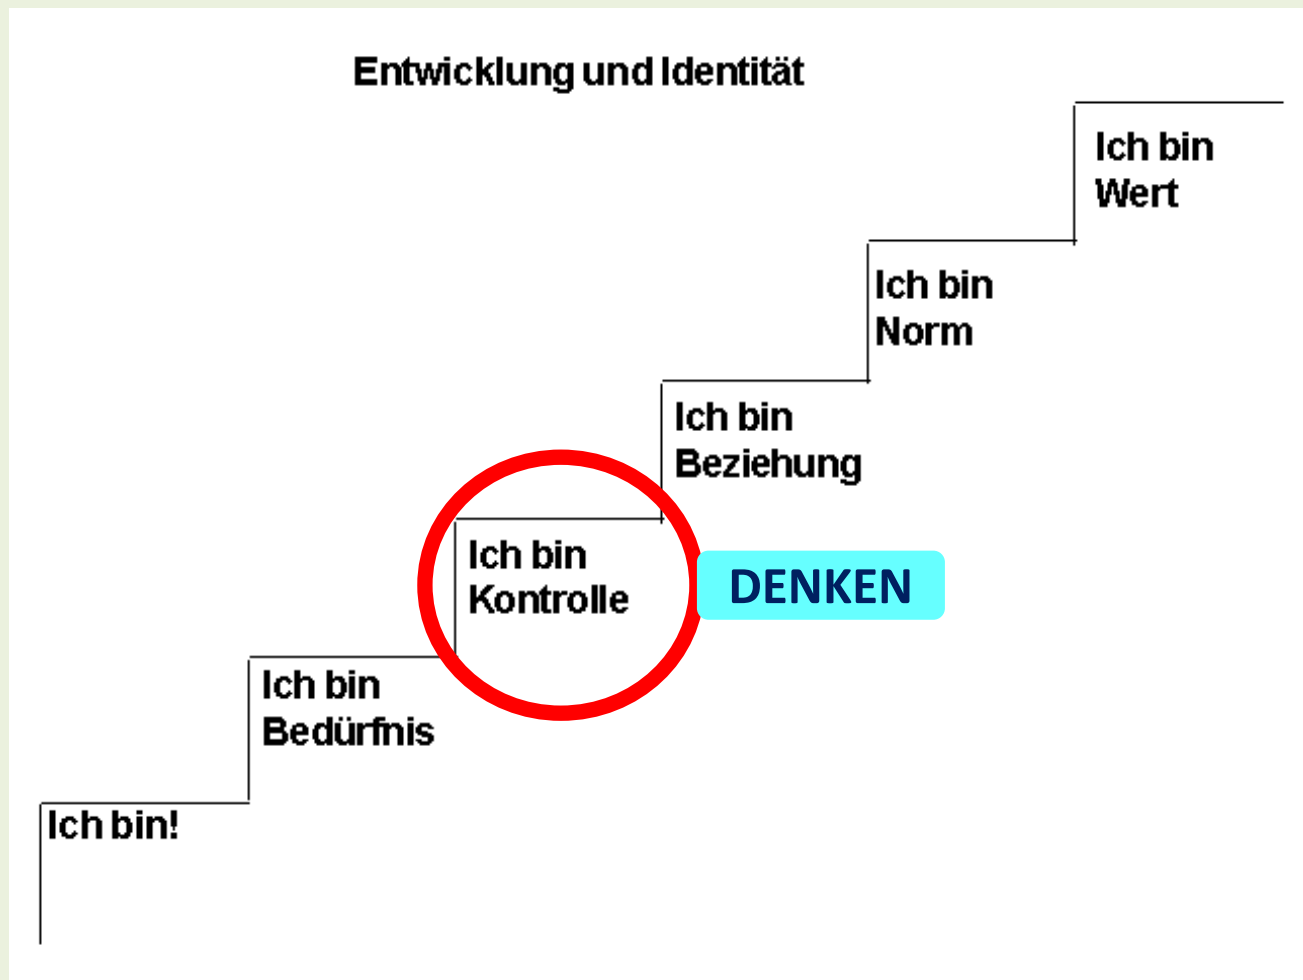 Entwicklung und Identität
Ich bin
Wert
Ich bin
Norm
Ich bin
Beziehung
Ich bin
Kontrolle
DENKEN
Ich bin
Bedürfnis
Ich bin!